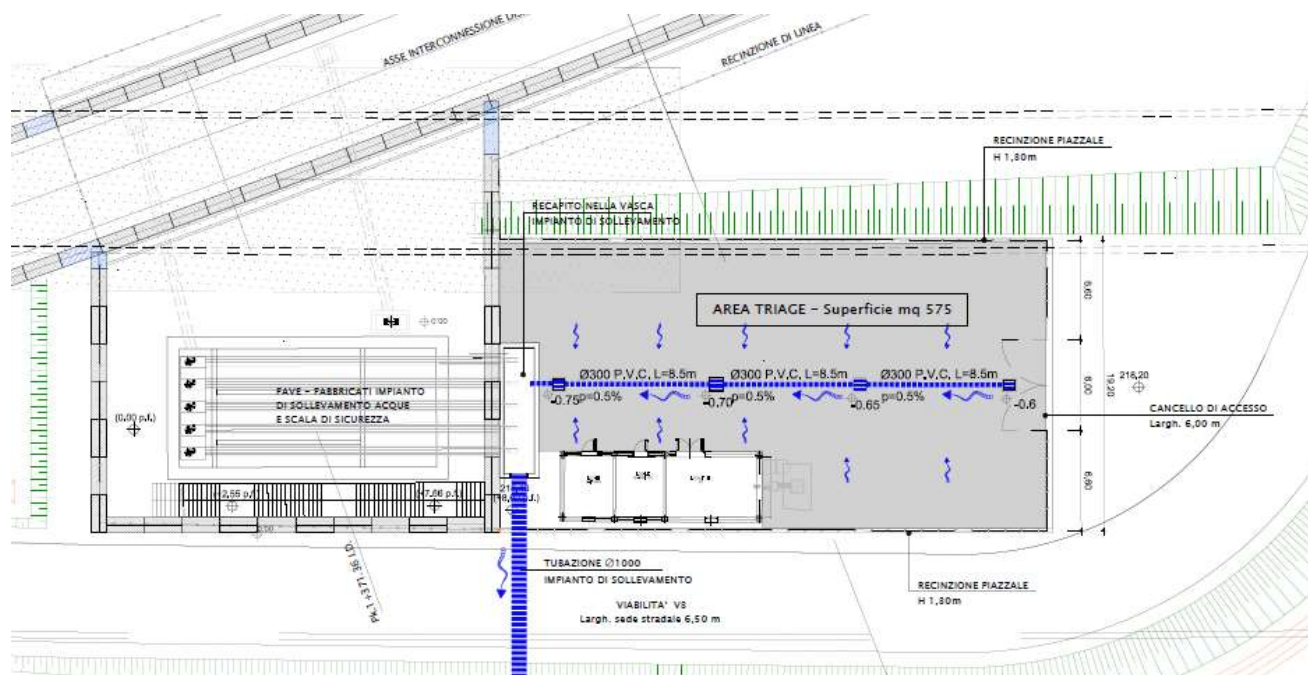 ASSE INTERCONNESSIONE
RECINZIONE DI LINEA
RECINZIONE PIAZZALE
H 1,80m
RECAPITO NELLA VASCA
IMPIANTO DI SOLLEVAMENTO
AREA TRIAGE - Superficie mq 575
6,60
0.00
FAVE - FABBRICATI IMPIANTO
DI SOLLEVAMENTO ACQUE
E SCALA DI SICUREZZA
Ø300 P.V.C. L=8.5m
Ø300 P.V.C. L=8.5m
Ø300 P.V.C. L=8.5m
p=0.5%
p=0.5%
p=0.5%
-0.75
-0.70
-0.65
-0.6
6,00
19,20
216,20
(0,00 p.f.)
CANCELLO DI ACCESSO
Largh. 6,00 m
6,60
TUBAZIONE Ø1000
IMPIANTO DI SOLLEVAMENTO
RECINZIONE PIAZZALE
H 1,80m
VIABILITA' V8
Largh. sede stradale 6,50 m